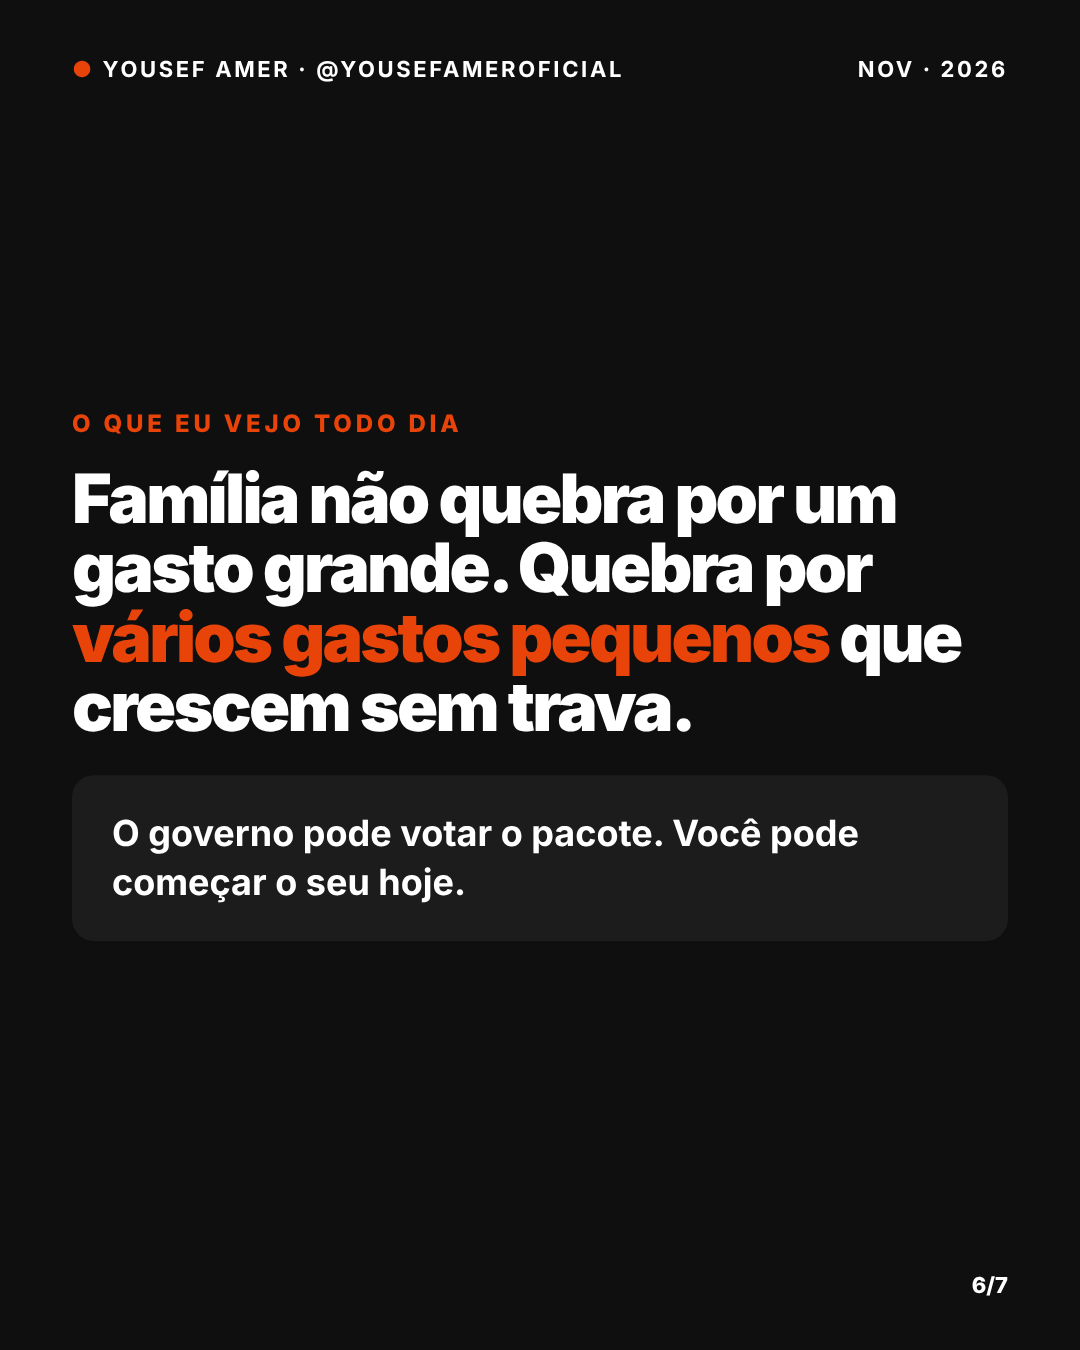 YOUSEF AMER · @YOUSEFAMEROFICIAL
NOV · 2026
O QUE EU VEJO TODO DIA
Família não quebra por um
gasto grande. Quebra por
vários gastos pequenos que
crescem sem trava.
O governo pode votar o pacote. Você pode
começar o seu hoje.
6/7